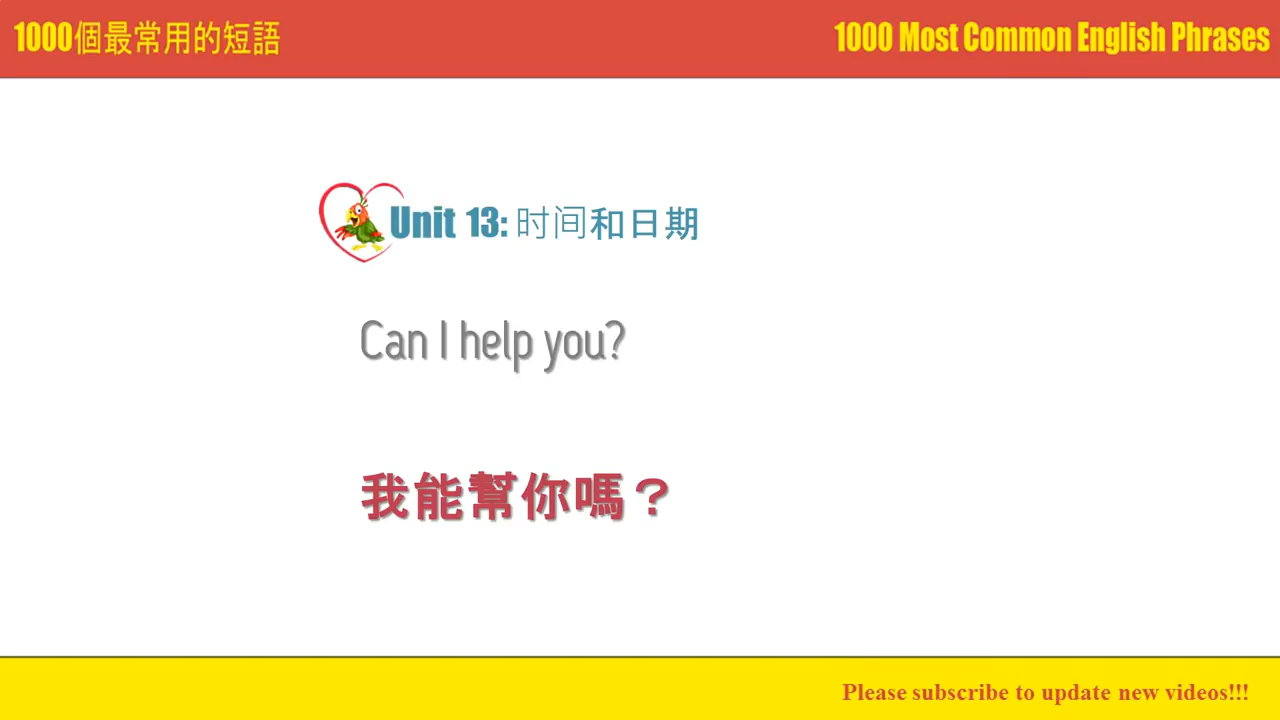 1000個最常用的短語
1000 Most Common English Phrases
Unit 13: 时间和日期
Can I help you?
我能幫你嗎？
Please subscribe to update new videos!!!